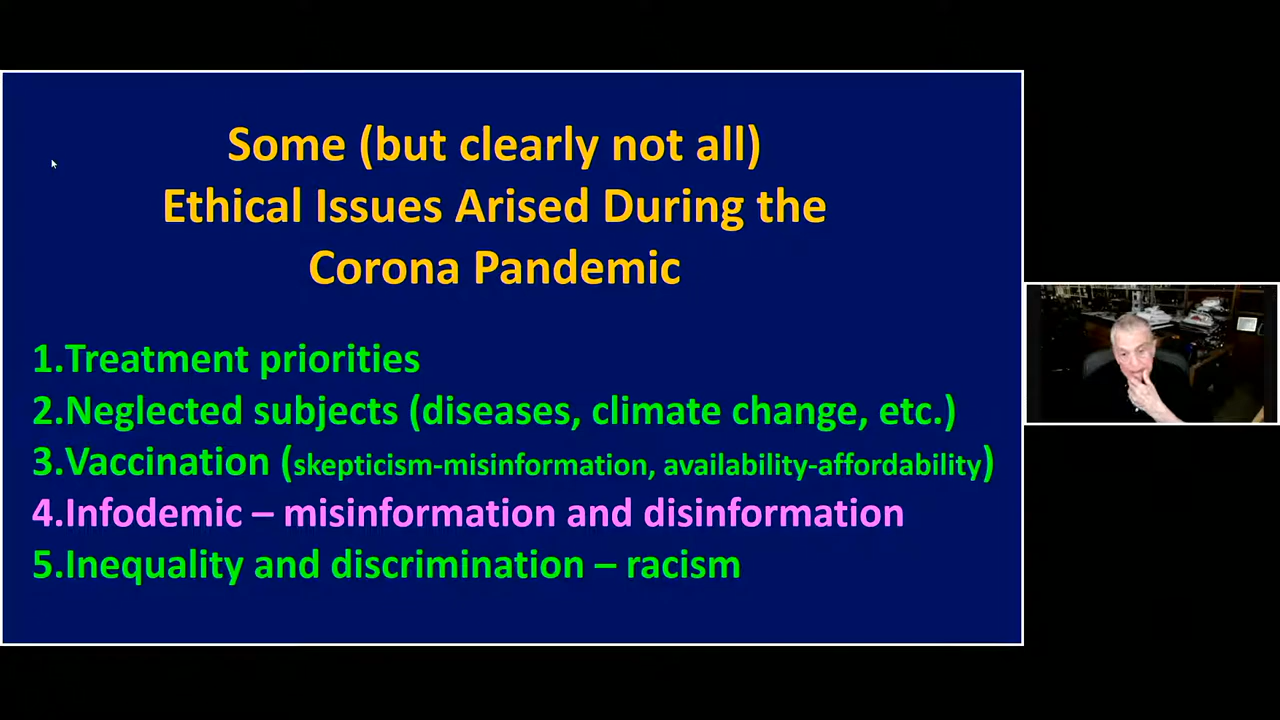 Some (but clearly not all)
Ethical Issues Arised During the
Corona Pandemic
1.Treatment priorities
2.Neglected subjects (diseases, climate change, etc.)
3.Vaccination (skepticism-misinformation, availability-affordability)
4.Infodemic – misinformation and disinformation
5.Inequality and discrimination – racism